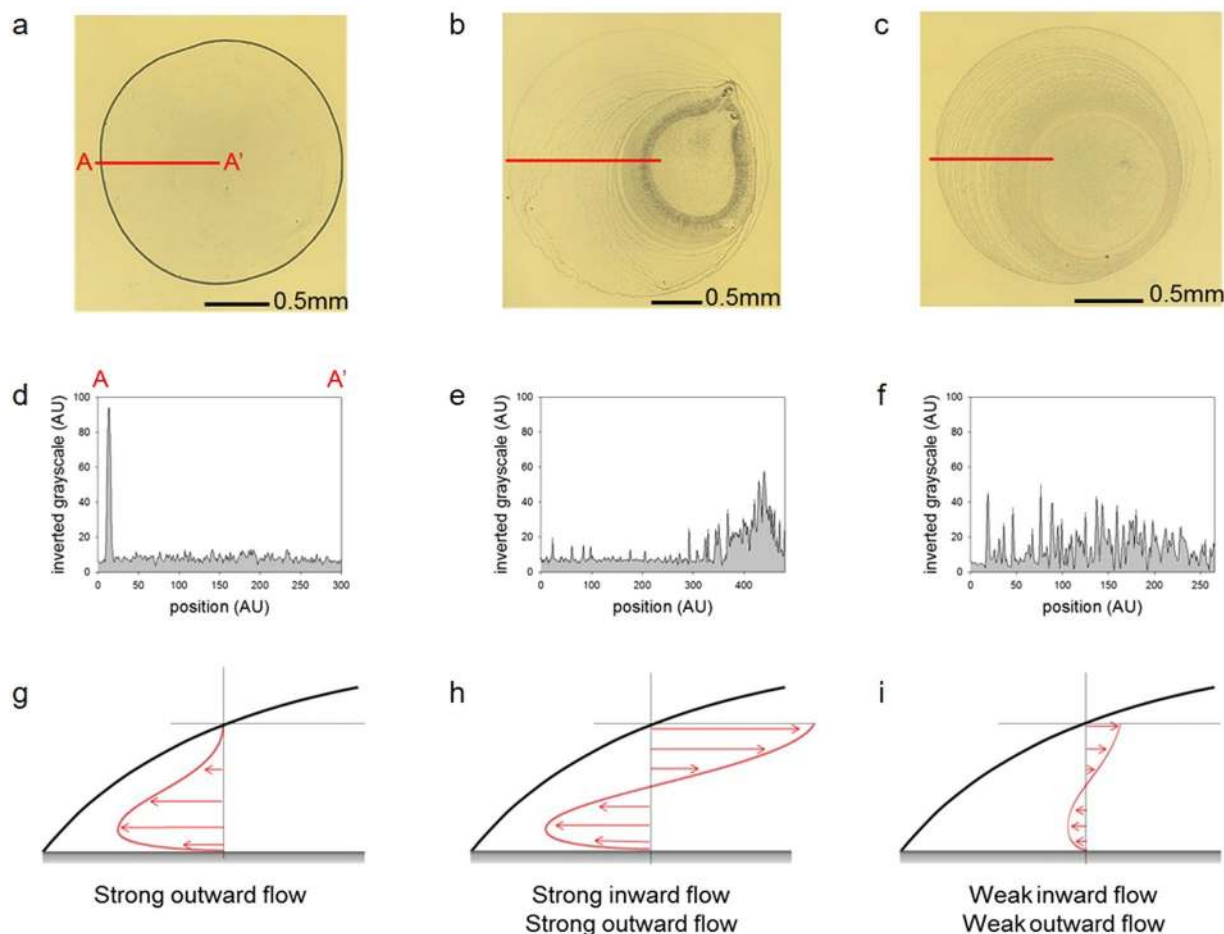 a
b
c
A A'
0.5mm
0.5mm
0.5mm
d
A A'
inverted grayscale (AU)
100
80
60
40
20
0
0 50 100 150 200 250 300
position (AU)
e
inverted grayscale (AU)
100
80
60
40
20
0
0 100 200 300 400
position (AU)
f
inverted grayscale (AU)
100
80
60
40
20
0
0 50 100 150 200 250
position (AU)
g
Strong outward flow
h
Strong inward flow
Strong outward flow
i
Weak inward flow
Weak outward flow